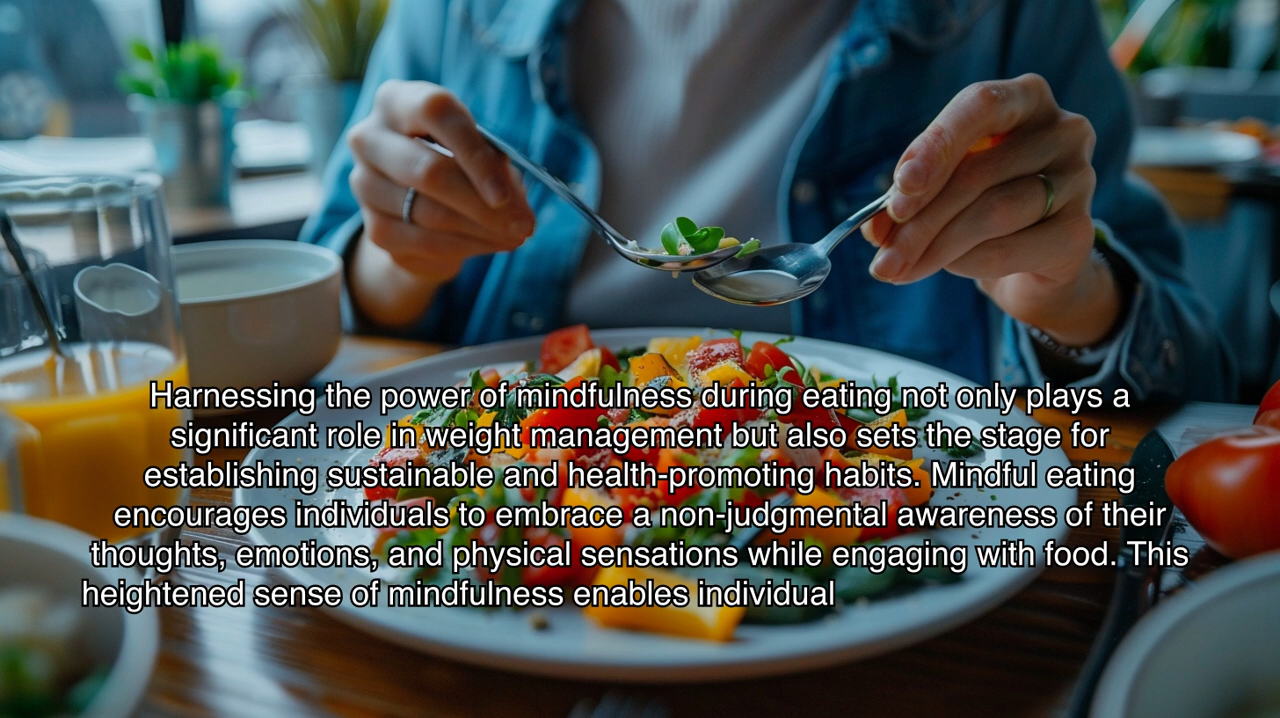 Harnessing the power of mindfulness during eating not only plays a
significant role in weight management but also sets the stage for
establishing sustainable and health-promoting habits. Mindful eating
encourages individuals to embrace a non-judgmental awareness of their
thoughts, emotions, and physical sensations while engaging with food. This
heightened sense of mindfulness enables individual